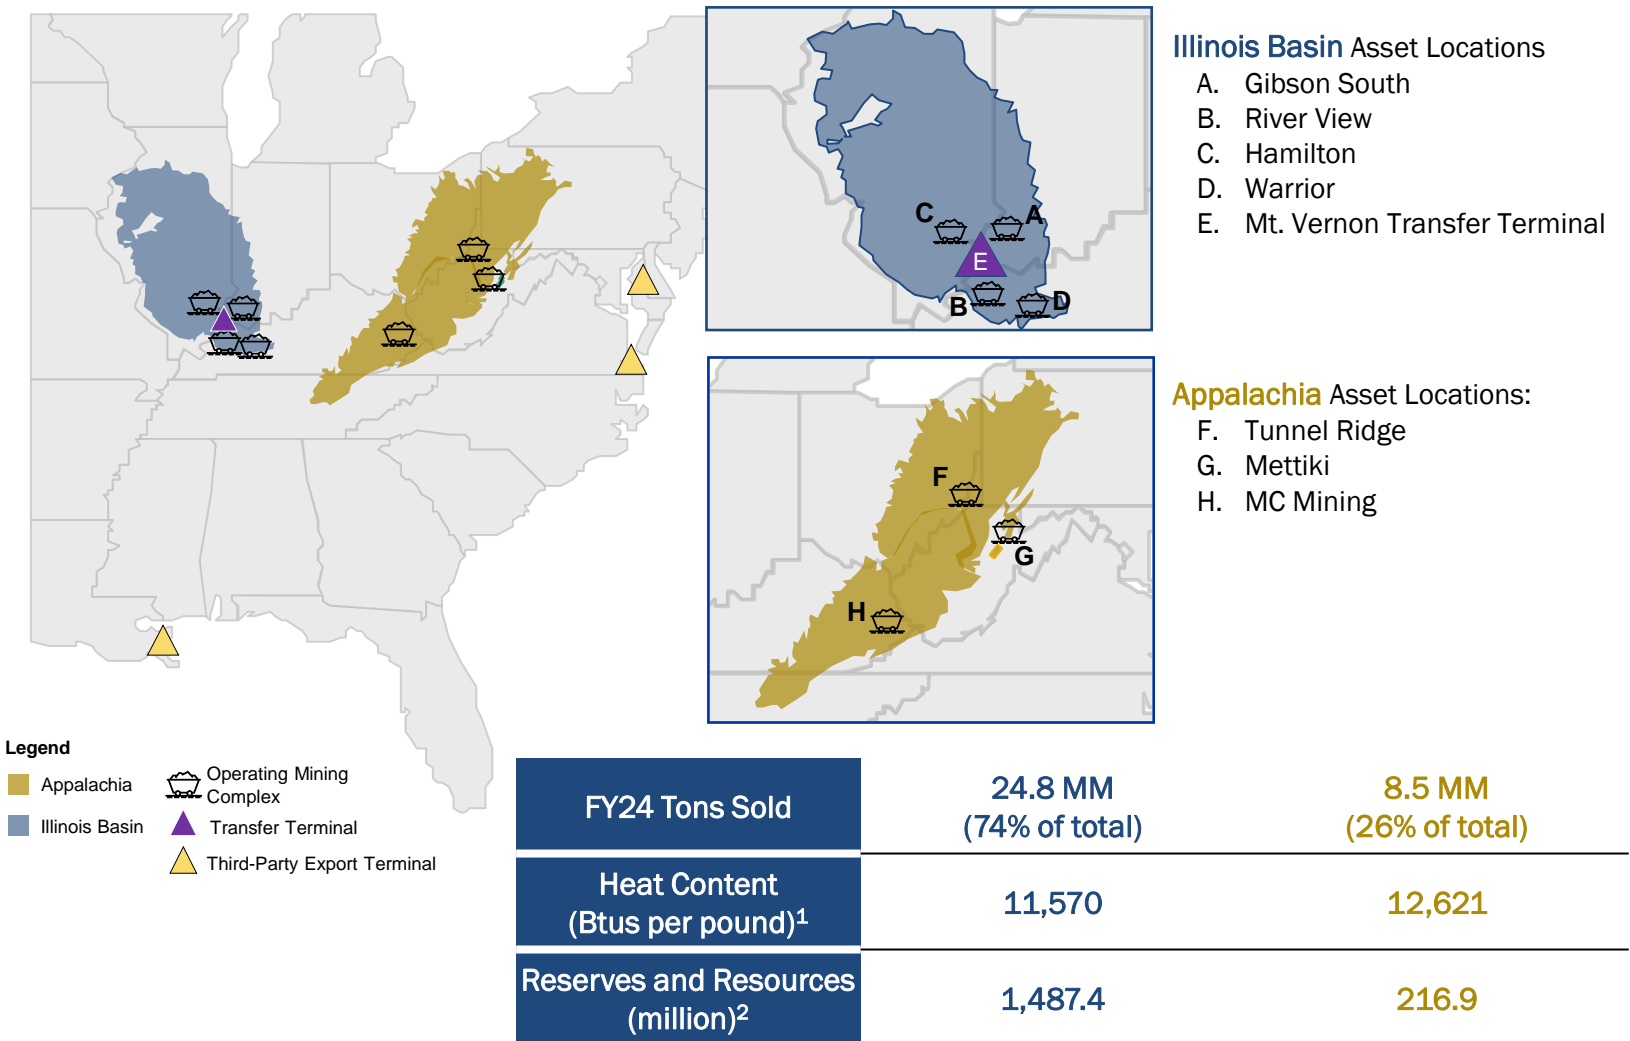 Illinois Basin Asset Locations
A. Gibson South
B. River View
C. Hamilton
D. Warrior
E. Mt. Vernon Transfer Terminal
C
A
E
B
D
Appalachia Asset Locations:
F. Tunnel Ridge
G. Mettiki
H. MC Mining
F
G
H
Legend
Appalachia
Illinois Basin
Operating Mining
Complex
Transfer Terminal
Third-Party Export Terminal
FY24 Tons Sold
24.8 MM
(74% of total)
8.5 MM
(26% of total)
Heat Content
(Btus per pound)1
11,570
12,621
Reserves and Resources
(million)2
1,487.4
216.9